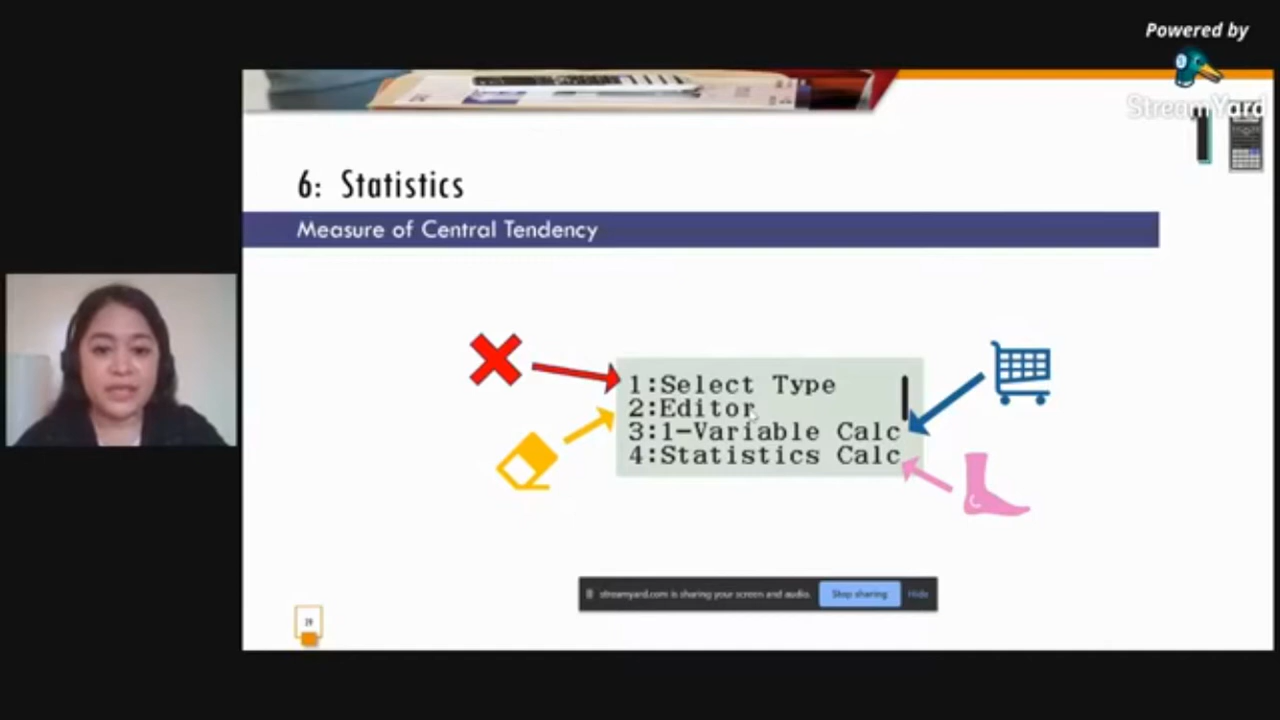 Powered by
StreamYard
6: Statistics
Measure of Central Tendency
1:Select Type
2:Editor
3:1-Variable Calc
4:Statistics Calc
streamyard.com is sharing your screen and audio.
Stop sharing
Hide